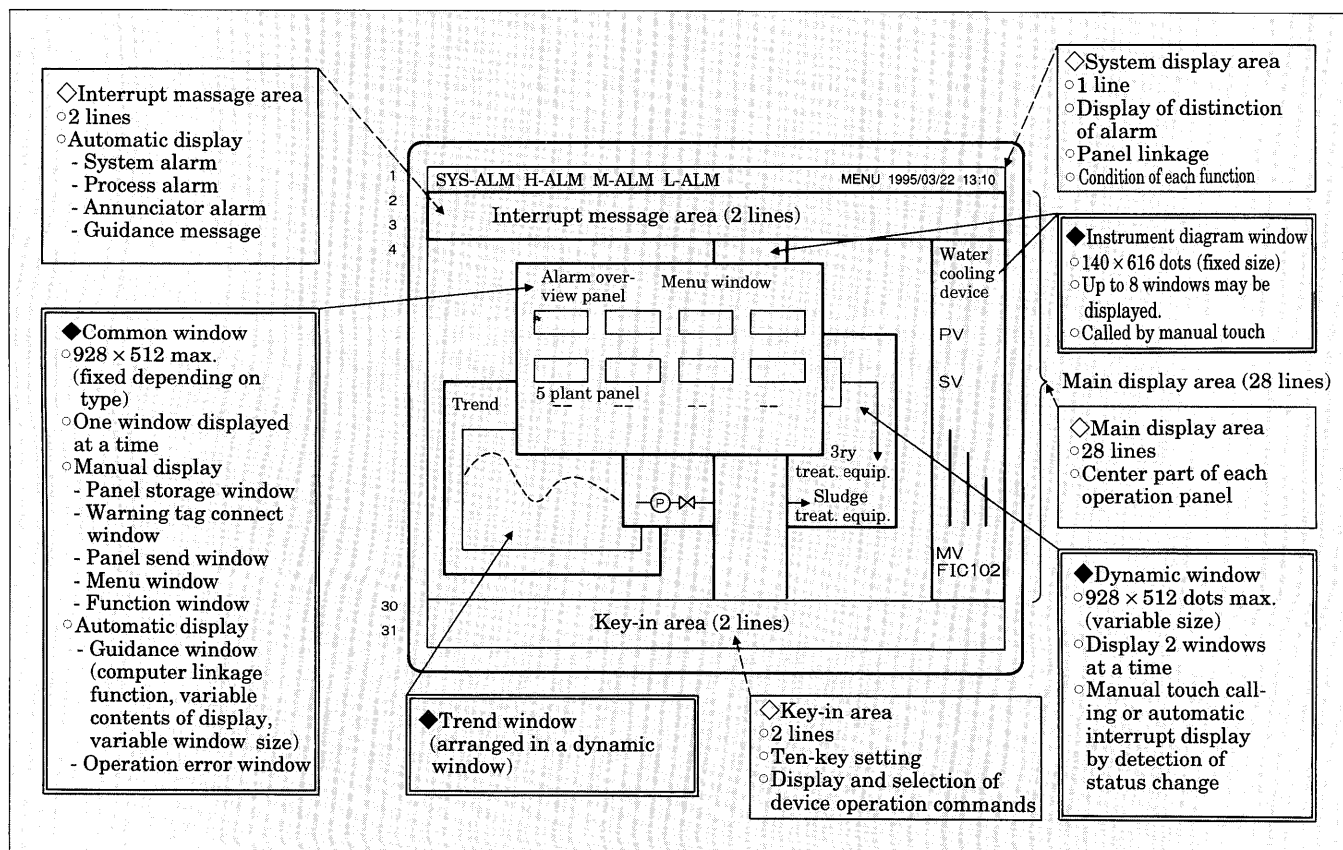 ◇Interrupt massage area
○2 lines
○Automatic display
- System alarm
- Process alarm
- Annunciator alarm
- Guidance message
◆Common window
○928 × 512 max.
(fixed depending on
type)
○One window displayed
at a time
○Manual display
- Panel storage window
- Warning tag connect
window
- Panel send window
- Menu window
- Function window
○Automatic display
- Guidance window
(computer linkage
function, variable
contents of display,
variable window size)
- Operation error window
1
2
3
4
30
31
SYS-ALM H-ALM M-ALM L-ALM MENU 1995/03/22 13:10
Interrupt message area (2 lines)
Alarm over-
view panel
Menu window
5 plant panel
Trend
P
3ry
treat. equip.
Sludge
treat. equip.
Water
cooling
device
PV
SV
MV
FIC102
Key-in area (2 lines)
◆Trend window
(arranged in a dynamic
window)
◇Key-in area
○2 lines
○Ten-key setting
○Display and selection of
device operation commands
◇System display area
○1 line
○Display of distinction
of alarm
○Panel linkage
○Condition of each function
◆Instrument diagram window
○140 × 616 dots (fixed size)
○Up to 8 windows may be
displayed.
○Called by manual touch
Main display area (28 lines)
◇Main display area
○28 lines
○Center part of each
operation panel
◆Dynamic window
○928 × 512 dots max.
(variable size)
○Display 2 windows
at a time
○Manual touch call-
ing or automatic
interrupt display
by detection of
status change